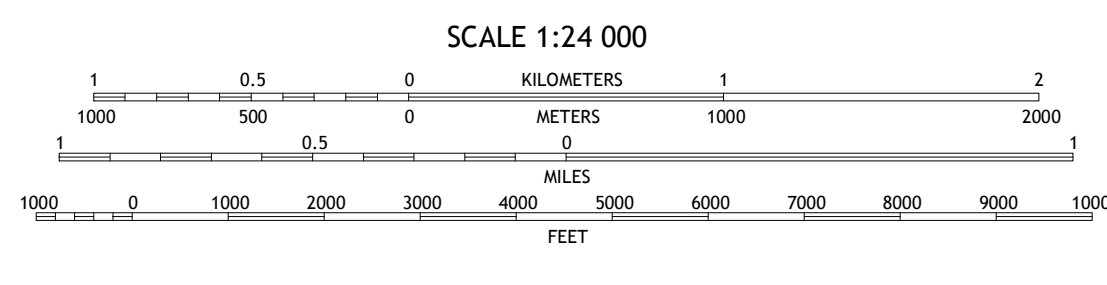 SCALE 1:24 000
1 0.5 0 KILOMETERS 1 2
1000 500 0 METERS 1000 2000
1 0.5 0 1
MILES
1000 0 1000 2000 3000 4000 5000 6000 7000 8000 9000 1000
FEET